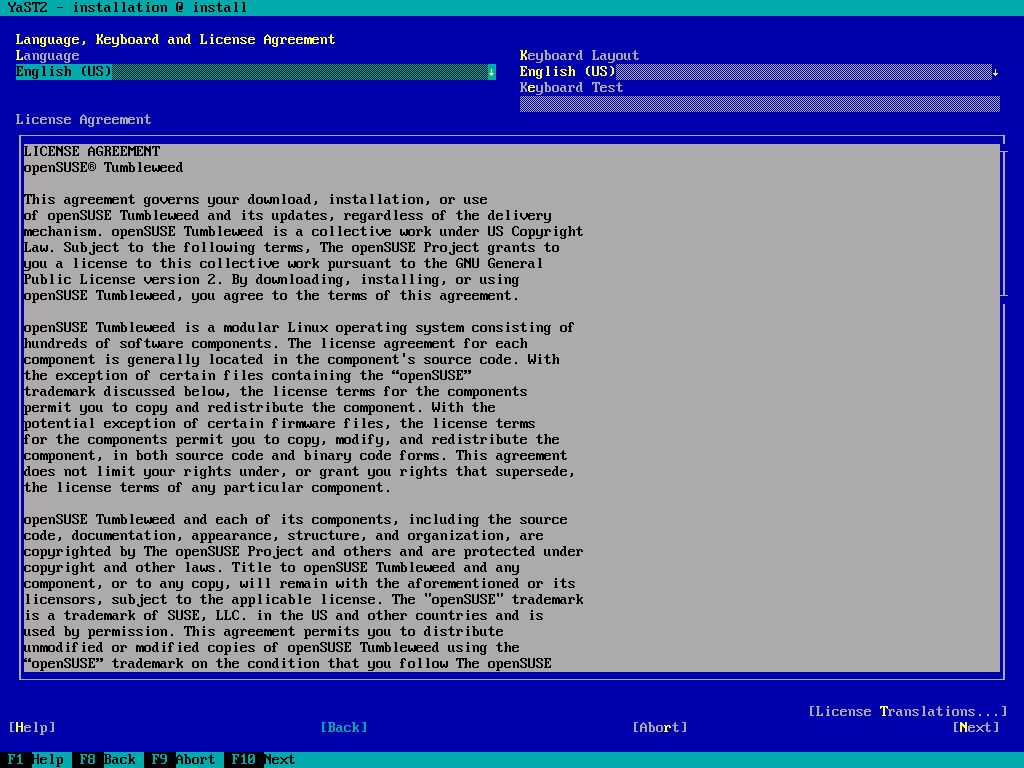 YaST2 - installation @ install
Language, Keyboard and License Agreement
Language
Keyboard Layout
English (US)↓
English (US)↓
Keyboard Test
License Agreement
LICENSE AGREEMENT
openSUSE® Tumbleweed
This agreement governs your download, installation, or use
of openSUSE Tumbleweed and its updates, regardless of the delivery
mechanism. openSUSE Tumbleweed is a collective work under US Copyright
Law. Subject to the following terms, The openSUSE Project grants to
you a license to this collective work pursuant to the GNU General
Public License version 2. By downloading, installing, or using
openSUSE Tumbleweed, you agree to the terms of this agreement.
openSUSE Tumbleweed is a modular Linux operating system consisting of
hundreds of software components. The license agreement for each
component is generally located in the component's source code. With
the exception of certain files containing the “openSUSE”
trademark discussed below, the license terms for the components
permit you to copy and redistribute the component. With the
potential exception of certain firmware files, the license terms
for the components permit you to copy, modify, and redistribute the
component, in both source code and binary code forms. This agreement
does not limit your rights under, or grant you rights that supersede,
the license terms of any particular component.
openSUSE Tumbleweed and each of its components, including the source
code, documentation, appearance, structure, and organization, are
copyrighted by The openSUSE Project and others and are protected under
copyright and other laws. Title to openSUSE Tumbleweed and any
component, or to any copy, will remain with the aforementioned or its
licensors, subject to the applicable license. The "openSUSE" trademark
is a trademark of SUSE, LLC. in the US and other countries and is
used by permission. This agreement permits you to distribute
unmodified or modified copies of openSUSE Tumbleweed using the
“openSUSE” trademark on the condition that you follow The openSUSE
[License Translations...]
[Help] [Back] [Abort] [Next]
F1 Help F8 Back F9 Abort F10 Next